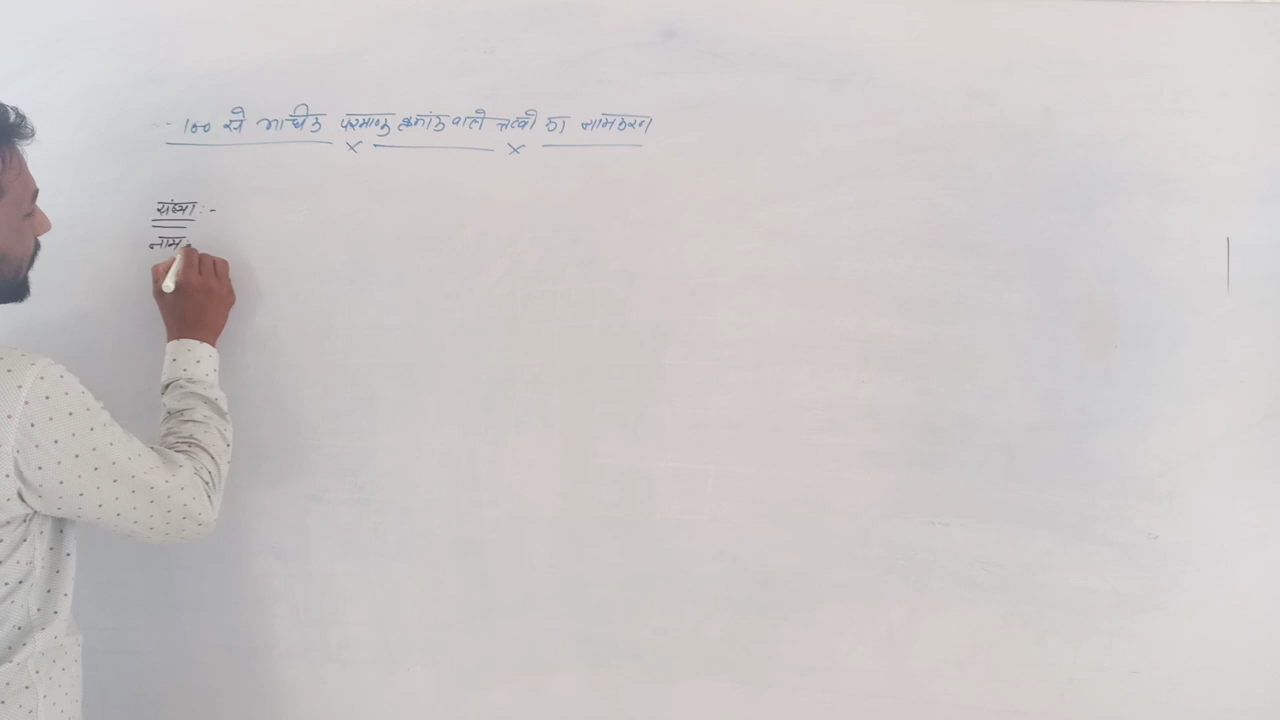 100 से अधिक परमाणु क्रमांक वाले तत्वों का नामकरण
संख्या :-
नाम :